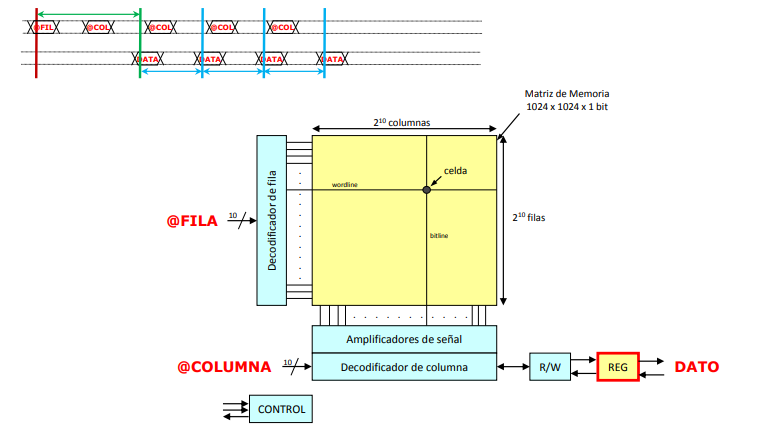 @FIL @COL @COL @COL @COL
DATA DATA DATA DATA
Matriz de Memoria
1024 x 1024 x 1 bit
2¹⁰ columnas
celda
wordline
Decodificador de fila
@FILA
10
2¹⁰ filas
bitline
Amplificadores de señal
@COLUMNA
10
Decodificador de columna
R/W
REG
DATO
CONTROL